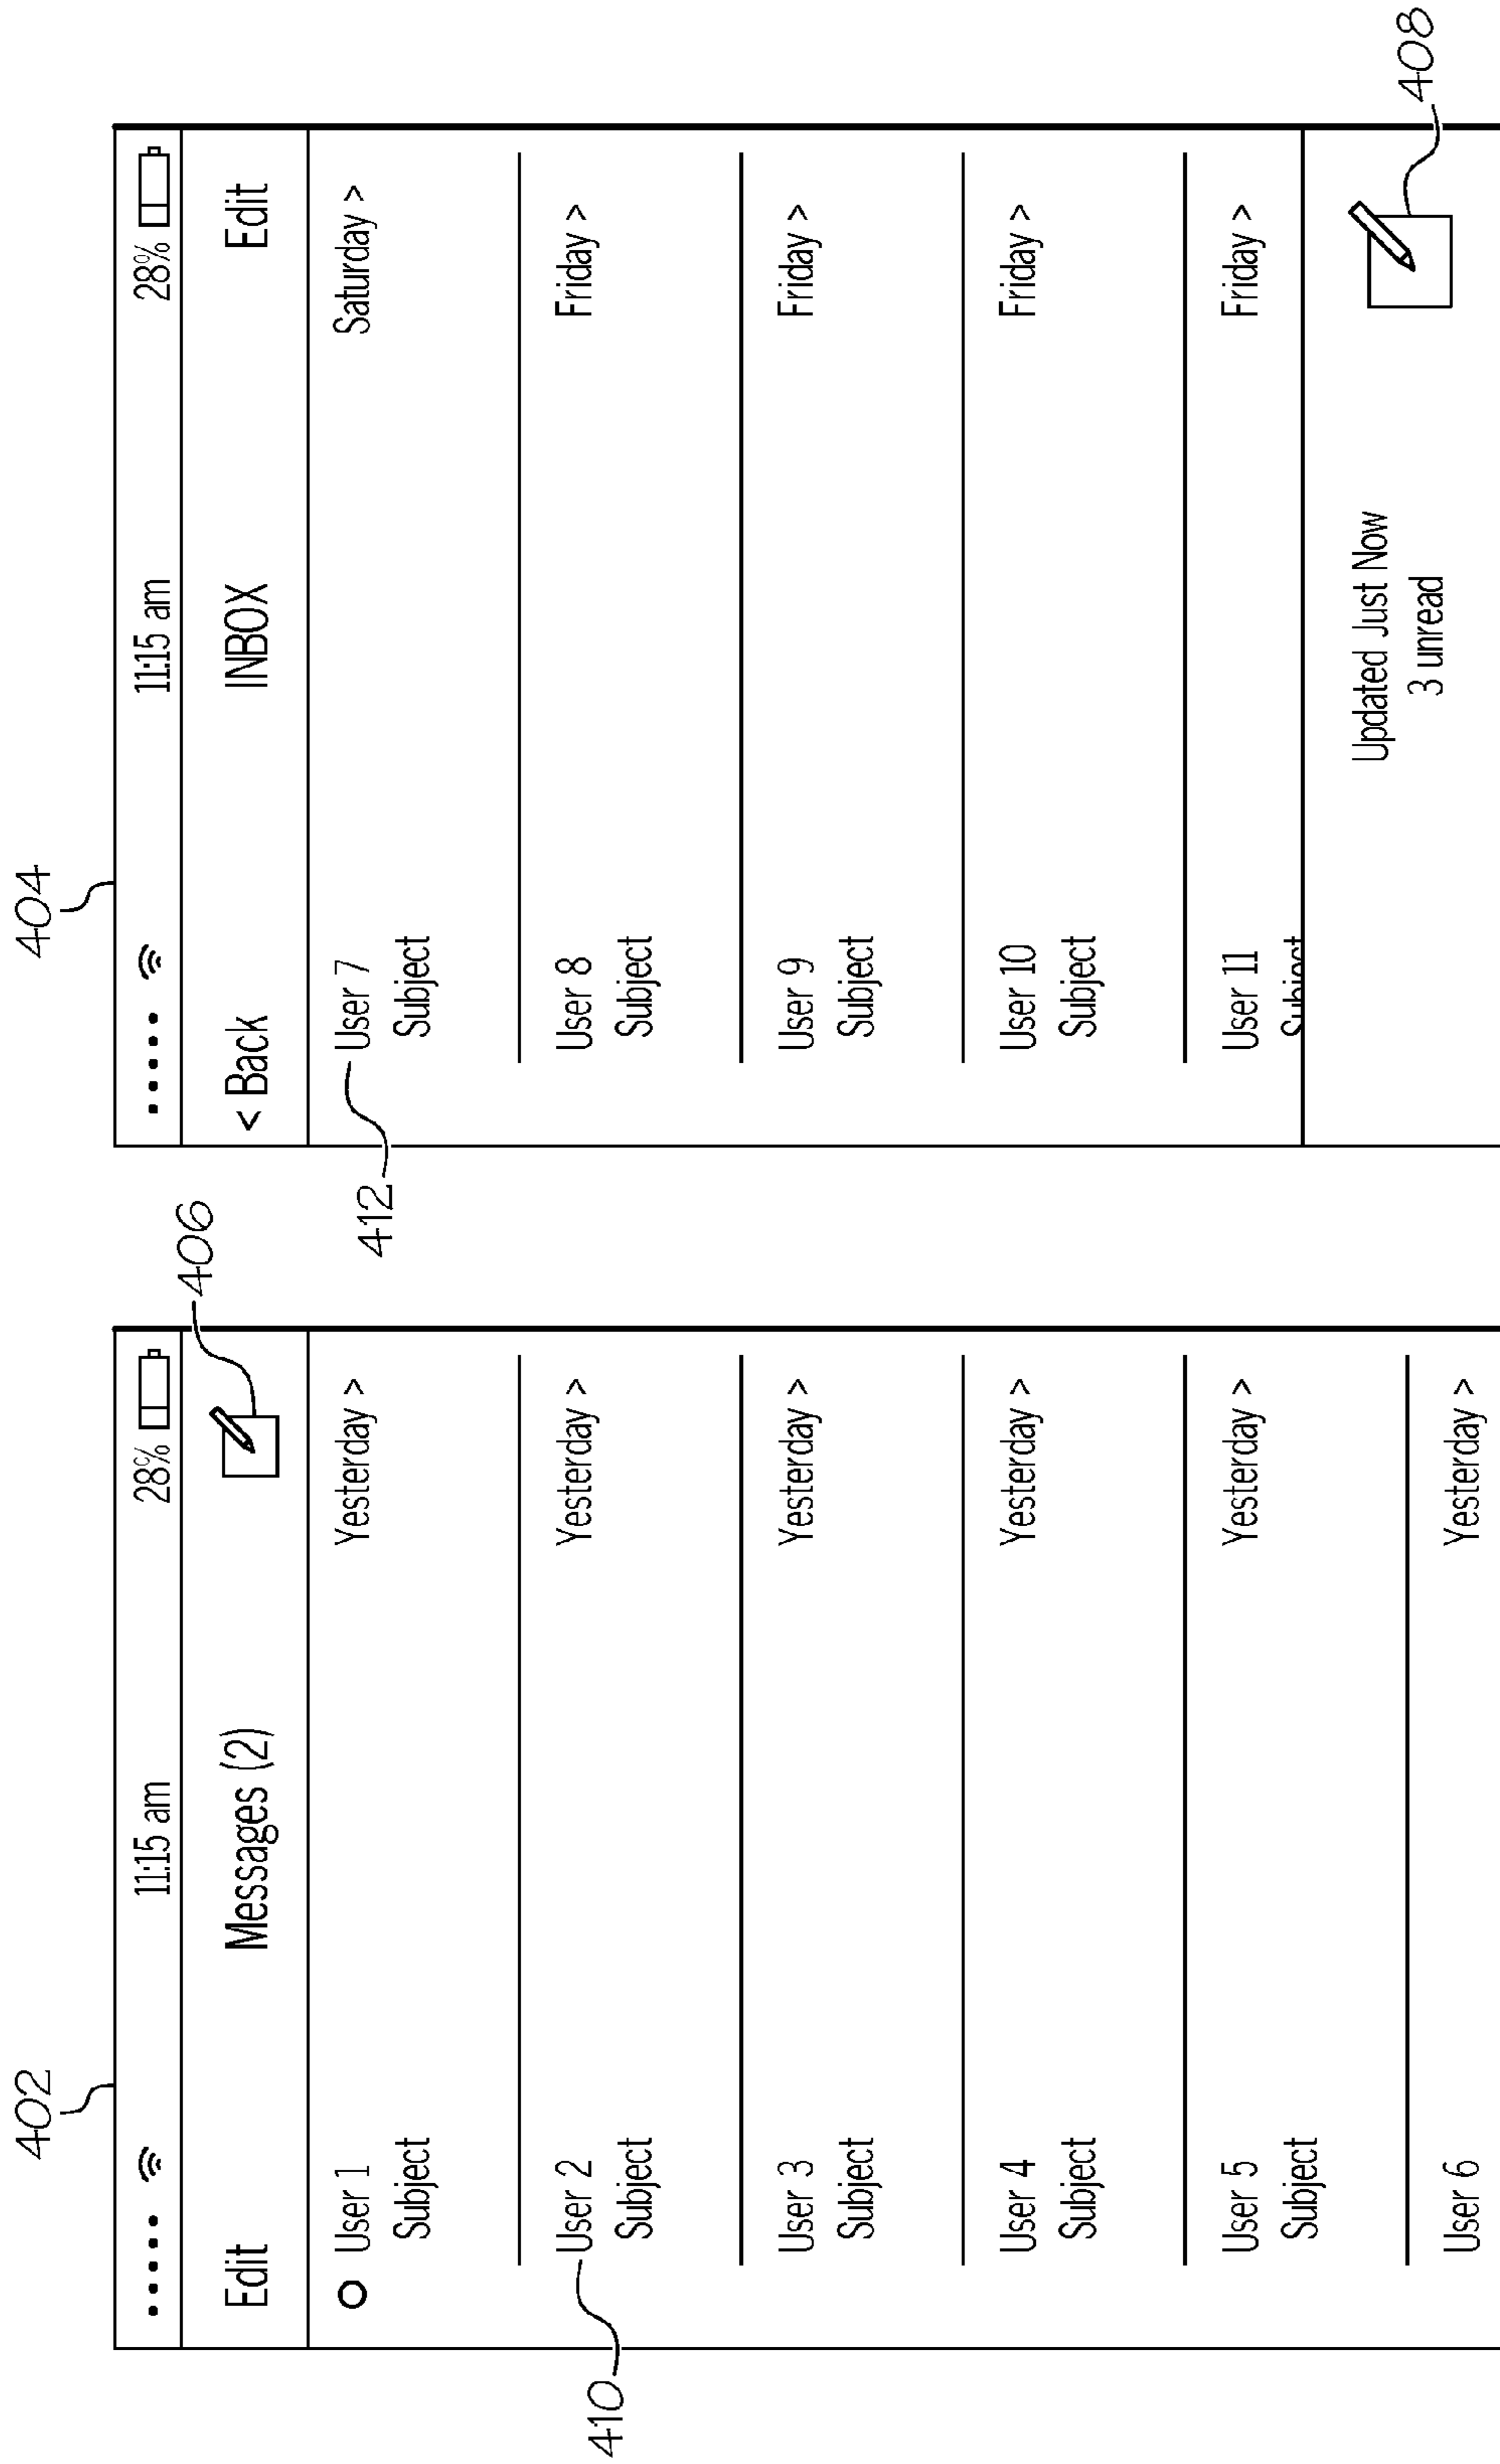 402
11:15 am
28%
Edit
Messages (2)
406
User 1
Yesterday >
Subject
User 2
Yesterday >
Subject
410
User 3
Yesterday >
Subject
User 4
Yesterday >
Subject
User 5
Yesterday >
Subject
User 6
Yesterday >
404
11:15 am
28%
< Back
INBOX
Edit
User 7
Saturday >
Subject
412
User 8
Friday >
Subject
User 9
Friday >
Subject
User 10
Friday >
Subject
User 11
Friday >
Subject
Updated Just Now
3 unread
408